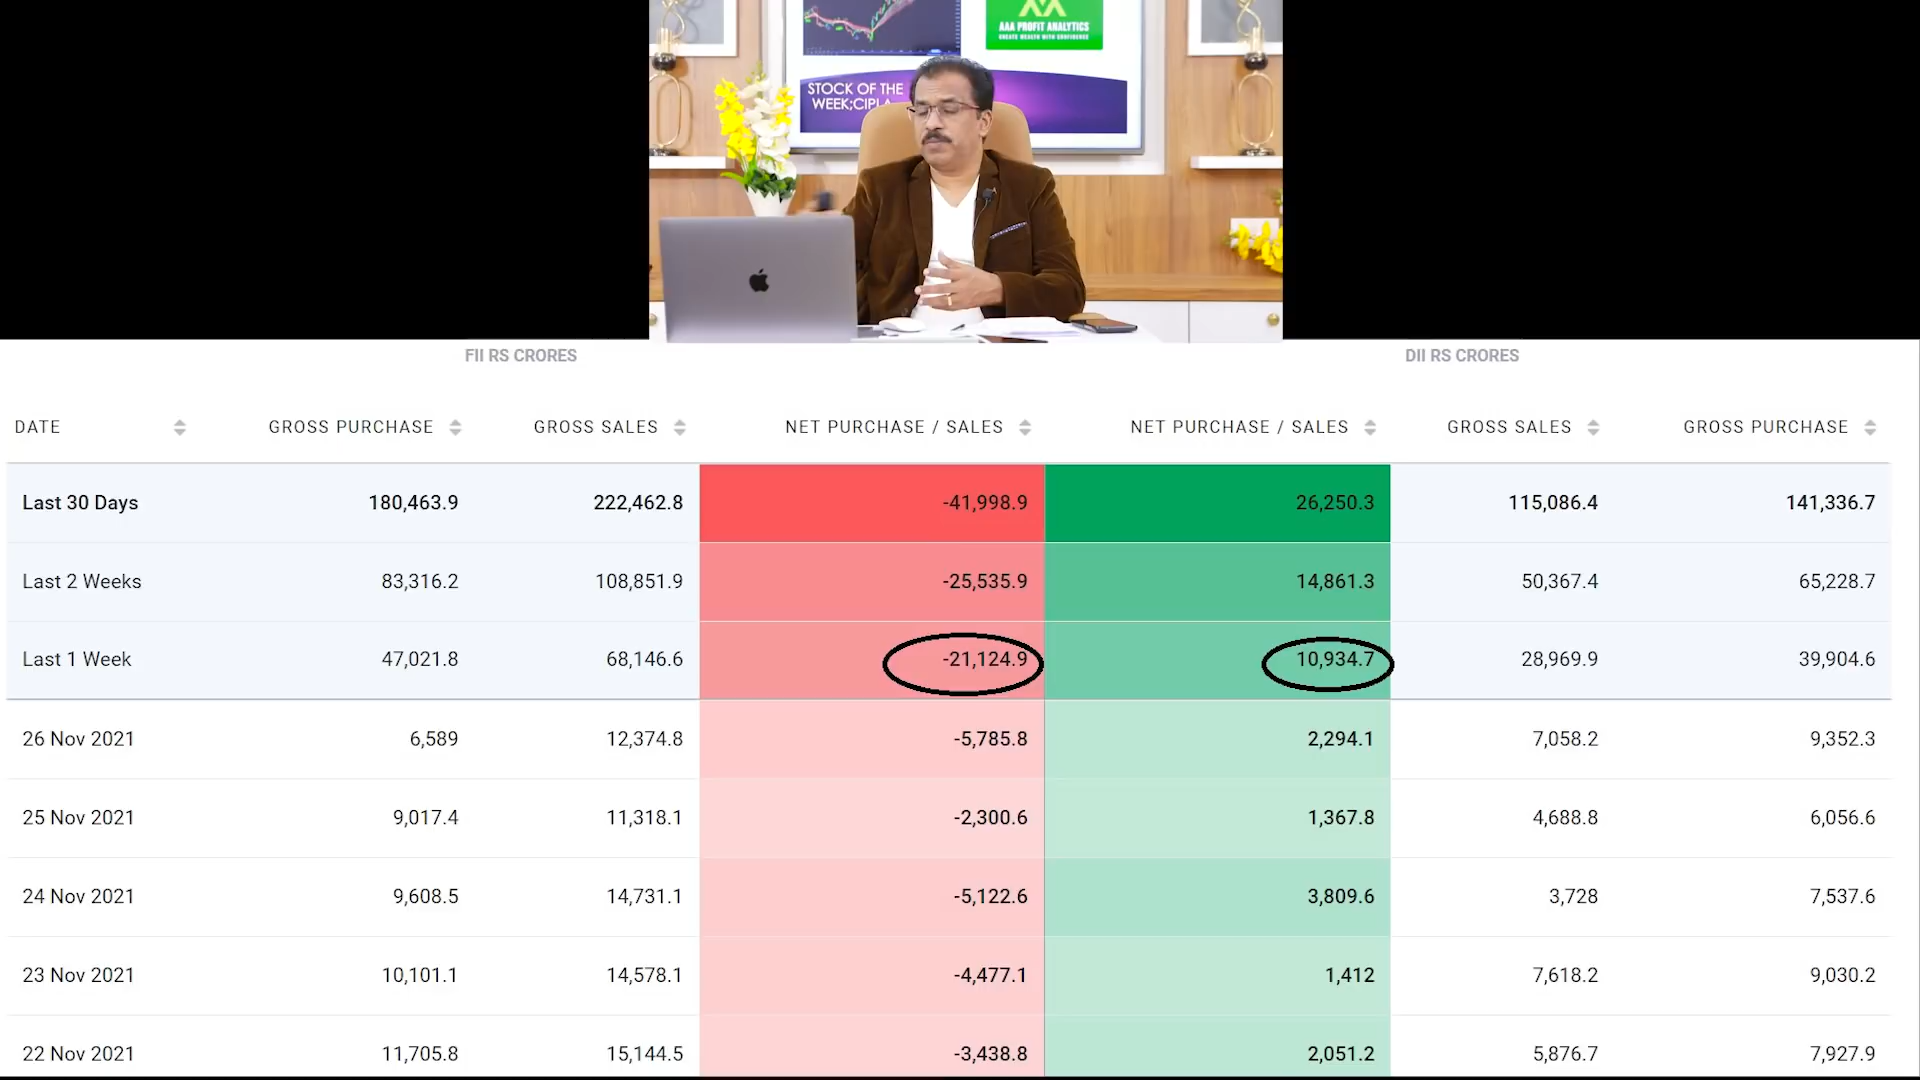 AAA PROFIT ANALYTICS
CREATE WEALTH WITH CONFIDENCE
STOCK OF THE
WEEK;CIPLA
FII RS CRORES DII RS CRORES
DATE GROSS PURCHASE GROSS SALES NET PURCHASE / SALES NET PURCHASE / SALES GROSS SALES GROSS PURCHASE
Last 30 Days 180,463.9 222,462.8 -41,998.9 26,250.3 115,086.4 141,336.7
Last 2 Weeks 83,316.2 108,851.9 -25,535.9 14,861.3 50,367.4 65,228.7
Last 1 Week 47,021.8 68,146.6 -21,124.9 10,934.7 28,969.9 39,904.6
26 Nov 2021 6,589 12,374.8 -5,785.8 2,294.1 7,058.2 9,352.3
25 Nov 2021 9,017.4 11,318.1 -2,300.6 1,367.8 4,688.8 6,056.6
24 Nov 2021 9,608.5 14,731.1 -5,122.6 3,809.6 3,728 7,537.6
23 Nov 2021 10,101.1 14,578.1 -4,477.1 1,412 7,618.2 9,030.2
22 Nov 2021 11,705.8 15,144.5 -3,438.8 2,051.2 5,876.7 7,927.9